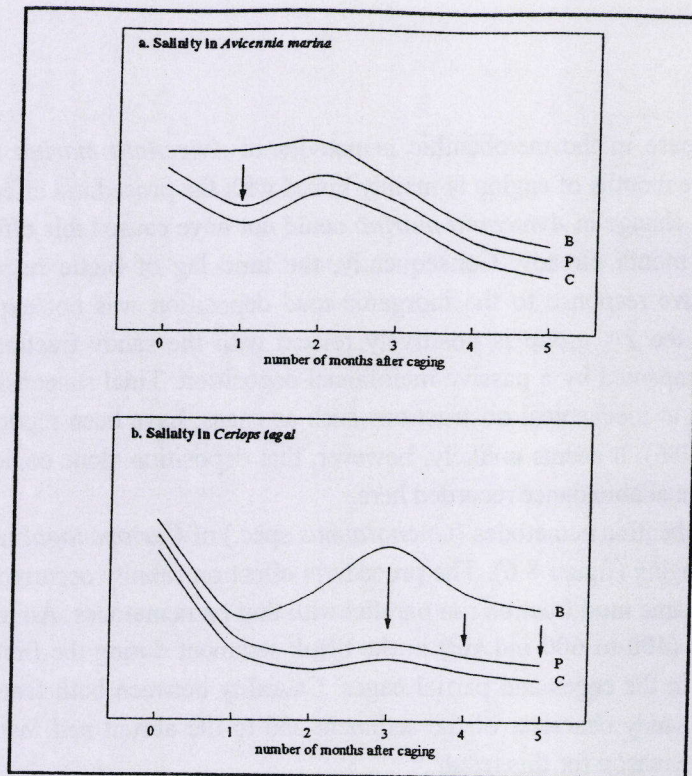 a. Salinity in Avicennia marina
B
P
C
0 1 2 3 4 5
number of months after caging
b. Salinity in Ceriops tagal
B
P
C
0 1 2 3 4 5
number of months after caging